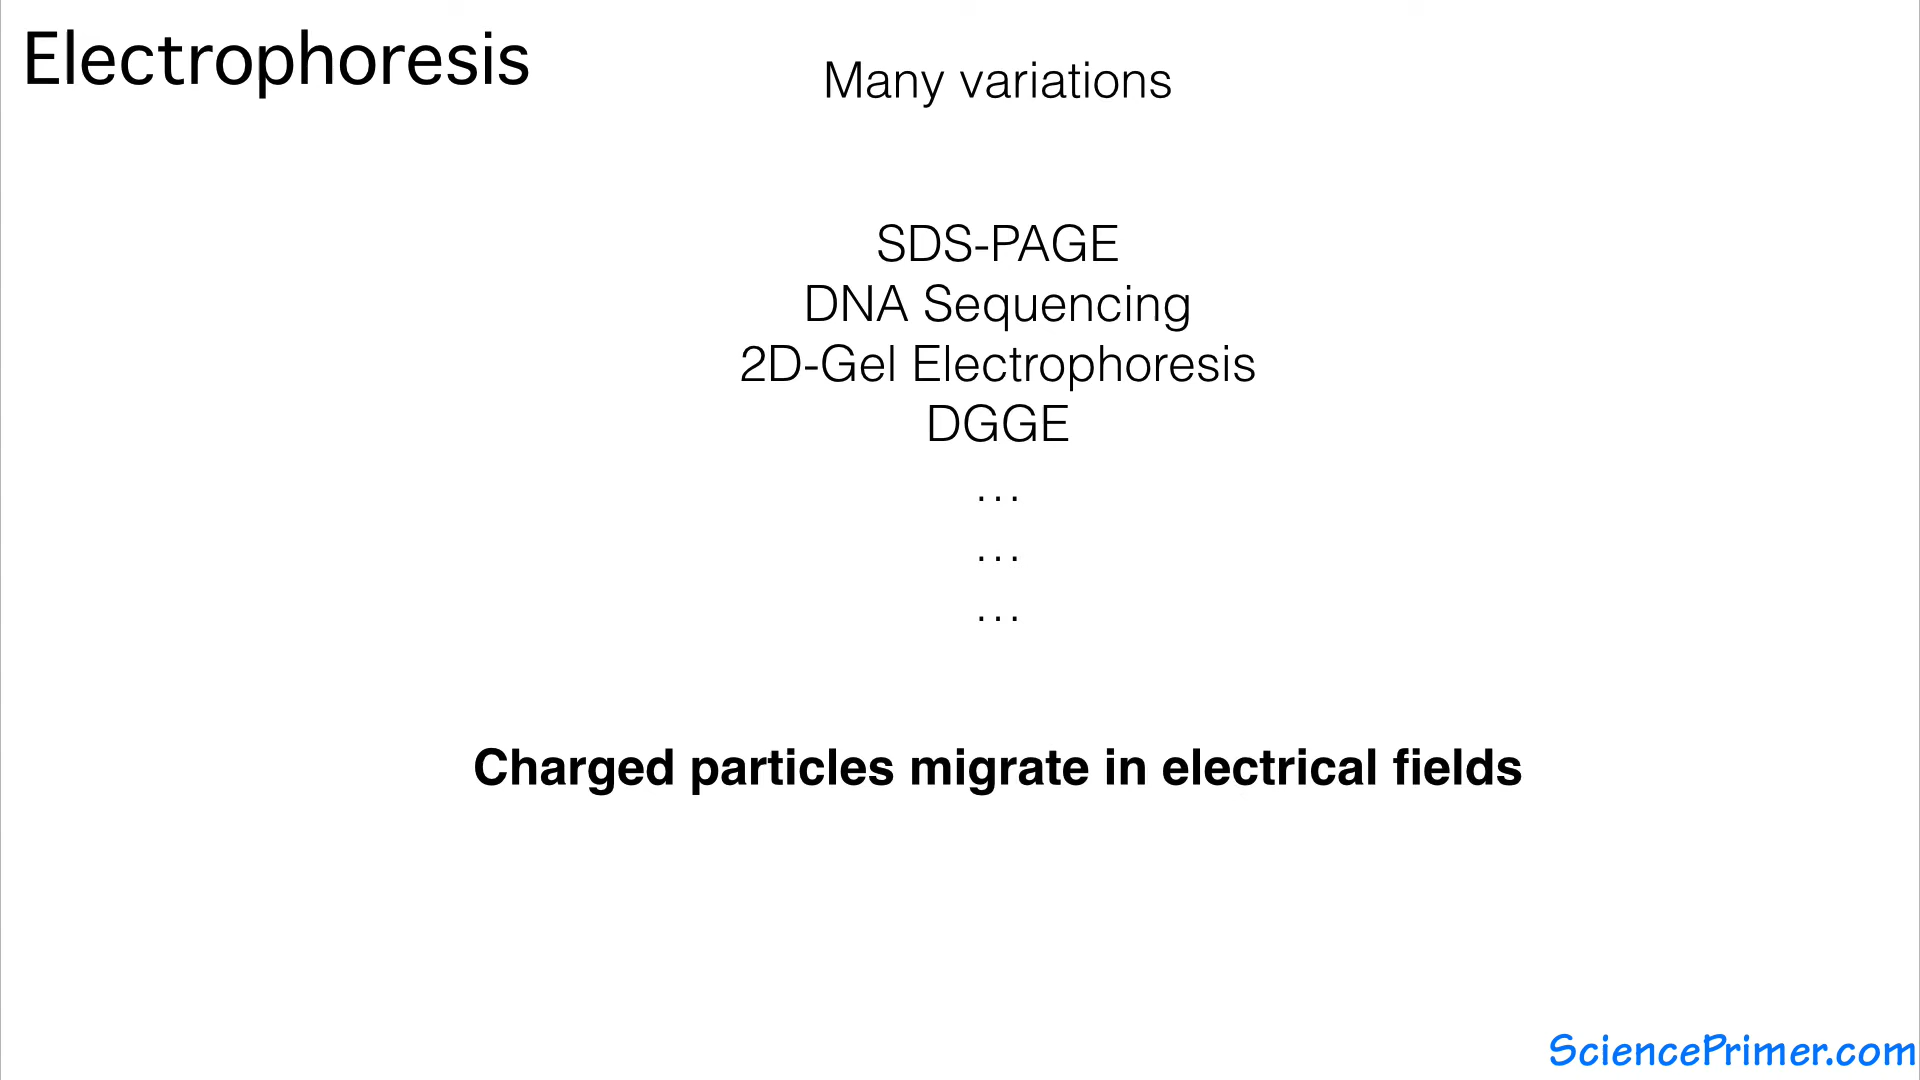 Electrophoresis
Many variations
SDS-PAGE
DNA Sequencing
2D-Gel Electrophoresis
DGGE
...
...
...
Charged particles migrate in electrical fields
SciencePrimer.com